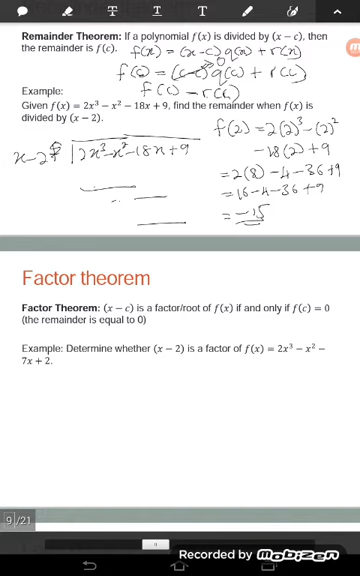 T T T
Remainder Theorem: If a polynomial f(x) is divided by (x − c), then
the remainder is f(c). f(x) = (x-c) q(x) + r(x)
f(c) = (c-c) q(c) + r(c)
0
Example: f(c) = r(c)
Given f(x) = 2x³ − x² − 18x + 9, find the remainder when f(x) is
divided by (x − 2). f(2) = 2(2)³ - (2)²
- 18(2) + 9
x-2 2x³-x²-18x+9
= 2(8) - 4 - 36 + 9
= 16 - 4 - 36 + 9
= -15
Factor theorem
Factor Theorem: (x − c) is a factor/root of f(x) if and only if f(c) = 0
(the remainder is equal to 0)
Example: Determine whether (x − 2) is a factor of f(x) = 2x³ − x² −
7x + 2.
9/21
Recorded by Mobizen